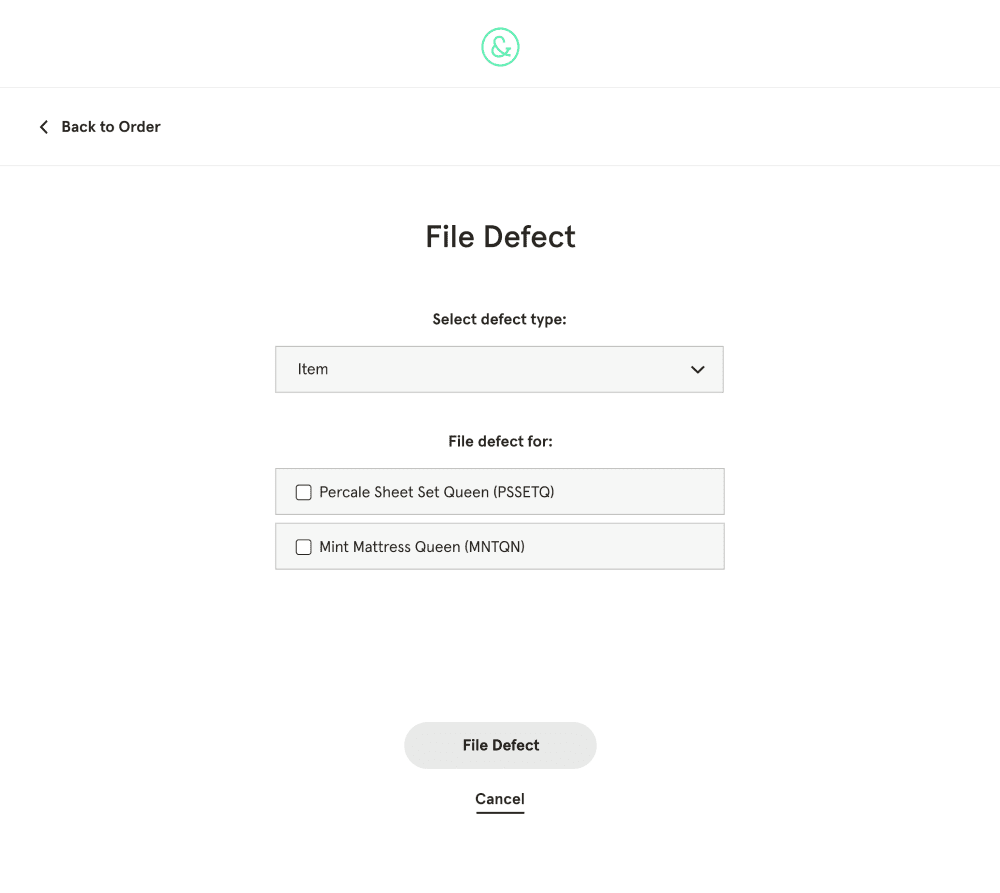 &
Back to Order
File Defect
Select defect type:
Item
File defect for:
Percale Sheet Set Queen (PSSETQ)
Mint Mattress Queen (MNTQN)
File Defect
Cancel